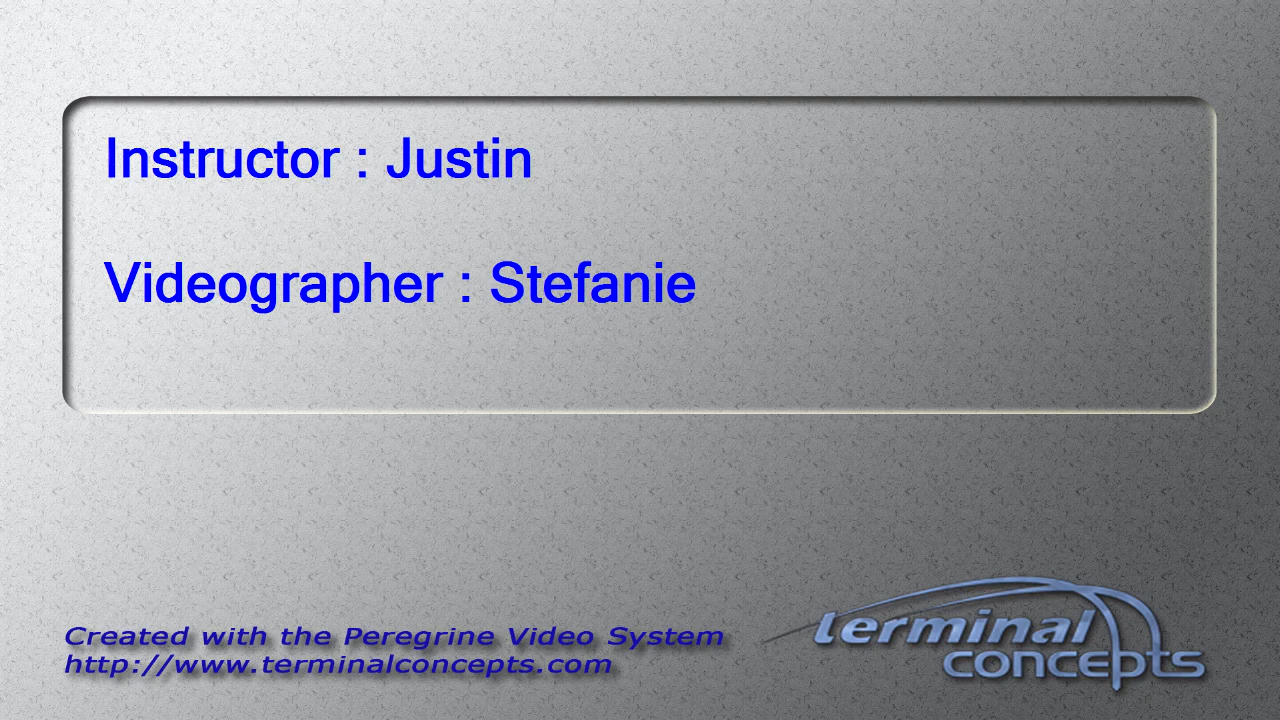 Instructor : Justin
Videographer : Stefanie
Created with the Peregrine Video System
http://www.terminalconcepts.com
terminal
concepts